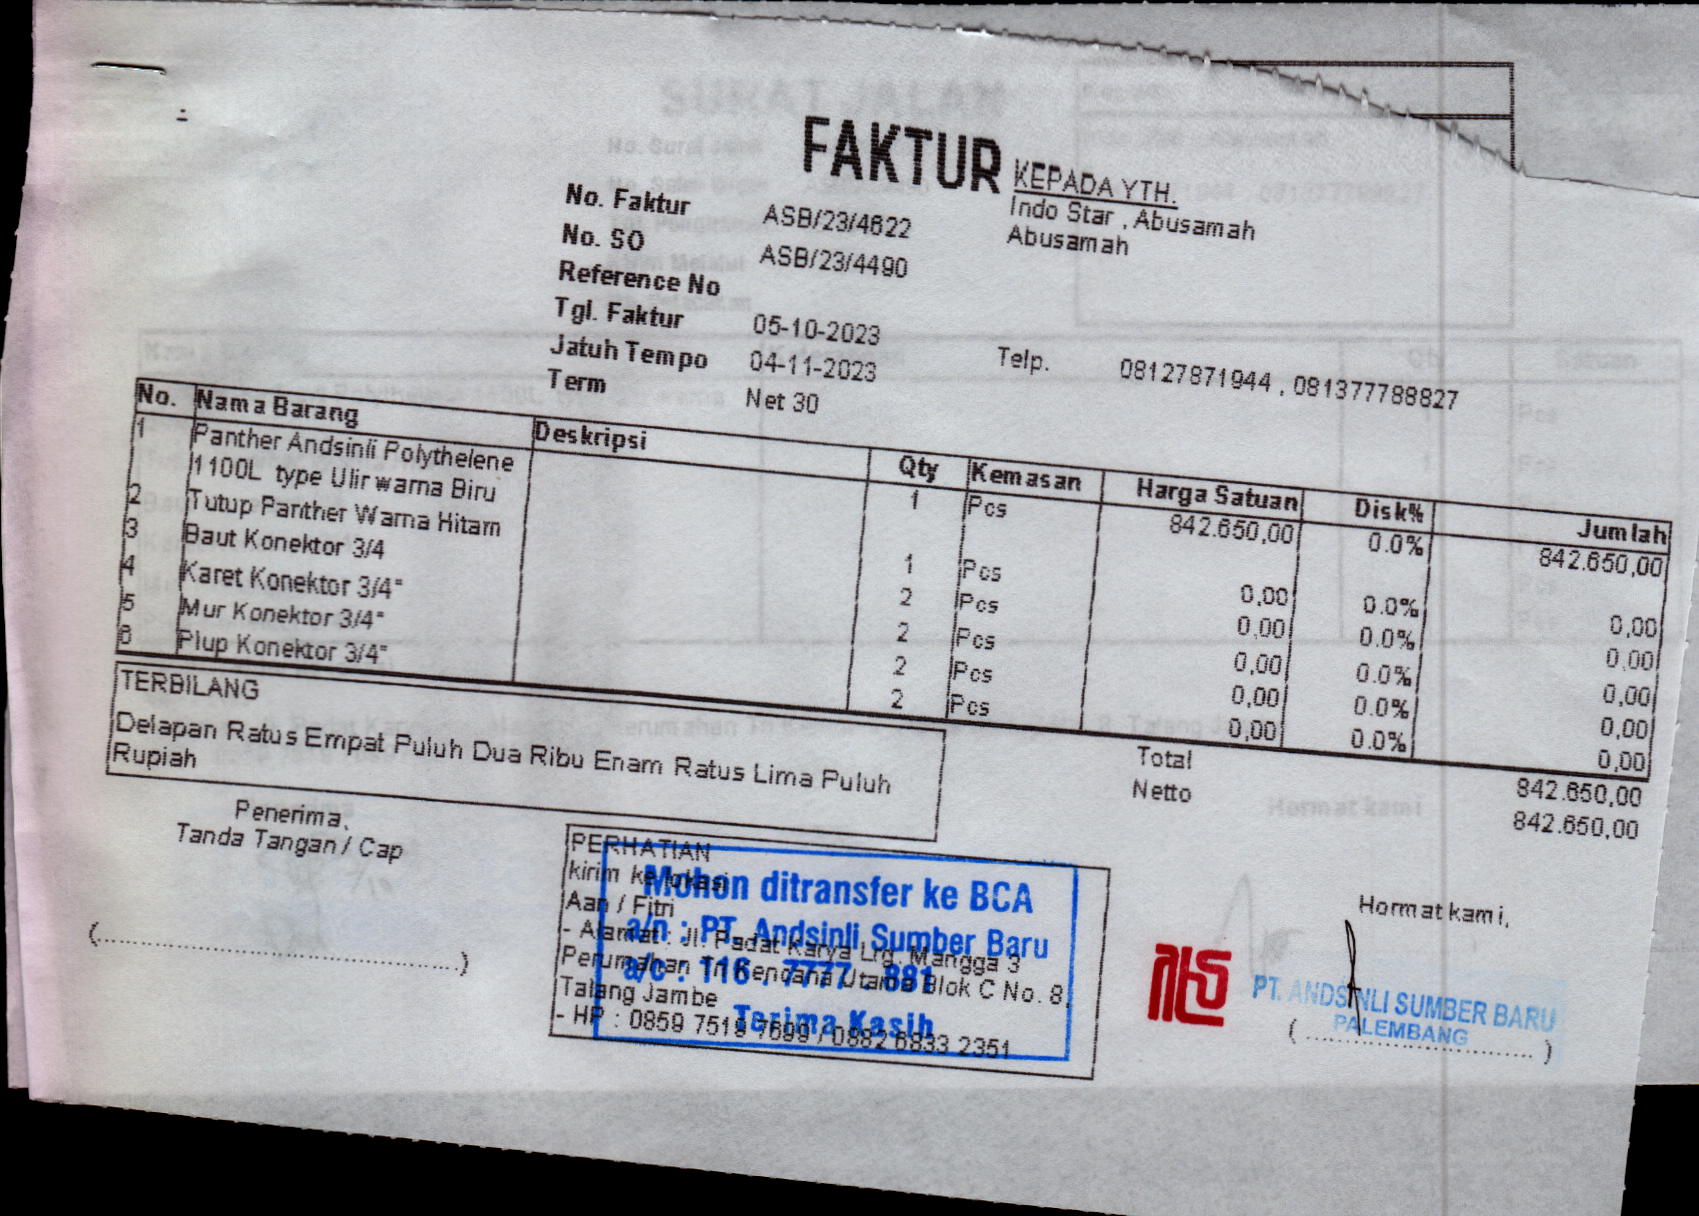 FAKTUR
KEPADA YTH.
Indo Star , Abusamah
Abusamah
No. Faktur ASB/23/4622
No. SO ASB/23/4490
Reference No
Tgl. Faktur 05-10-2023
Jatuh Tempo 04-11-2023
Term Net 30
Telp. 08127871944 , 081377788827
No. Nama Barang Deskripsi Qty Kemasan Harga Satuan Disk% Jumlah
1 Panther Andsinli Polythelene 1 Pcs 842.650,00 0.0% 842.650,00
1100L type Ulir warna Biru
2 Tutup Panther Warna Hitam 1 Pcs 0,00 0.0% 0,00
3 Baut Konektor 3/4 2 Pcs 0,00 0.0% 0,00
4 Karet Konektor 3/4" 2 Pcs 0,00 0.0% 0,00
5 Mur Konektor 3/4" 2 Pcs 0,00 0.0% 0,00
6 Plup Konektor 3/4" 2 Pcs 0,00 0.0% 0,00
TERBILANG
Delapan Ratus Empat Puluh Dua Ribu Enam Ratus Lima Puluh
Rupiah
Total 842.650,00
Netto 842.650,00
Penerima,
Tanda Tangan / Cap
(........................................................)
PERHATIAN
kirim ke lokasi
Aan / Fitri
- Alamat : Jl. Padat Karya Lrg. Mangga 3
Perumahan Tri Kencana Utama Blok C No. 8,
Talang Jambe
- HP : 0859 7519 7699 / 0882 6833 2351
Mohon ditransfer ke BCA
a/n : PT. Andsinli Sumber Baru
a/c : 116 . 7777 . 881
Terima Kasih
Hormat kami,
PT. ANDSINLI SUMBER BARU
PALEMBANG
( ................................... )